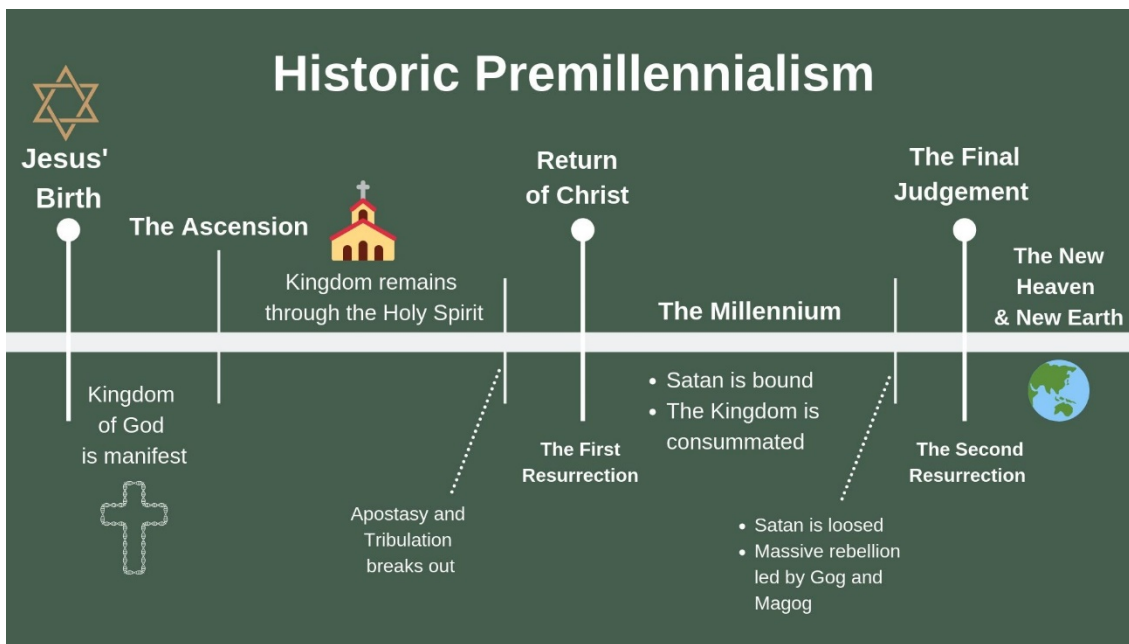 Historic Premillennialism
Jesus'
Birth
The Ascension
Kingdom remains
through the Holy Spirit
Return
of Christ
The Millennium
The Final
Judgement
The New
Heaven
& New Earth
Kingdom
of God
is manifest
Apostasy and
Tribulation
breaks out
The First
Resurrection
• Satan is bound
• The Kingdom is
consummated
• Satan is loosed
• Massive rebellion
led by Gog and
Magog
The Second
Resurrection